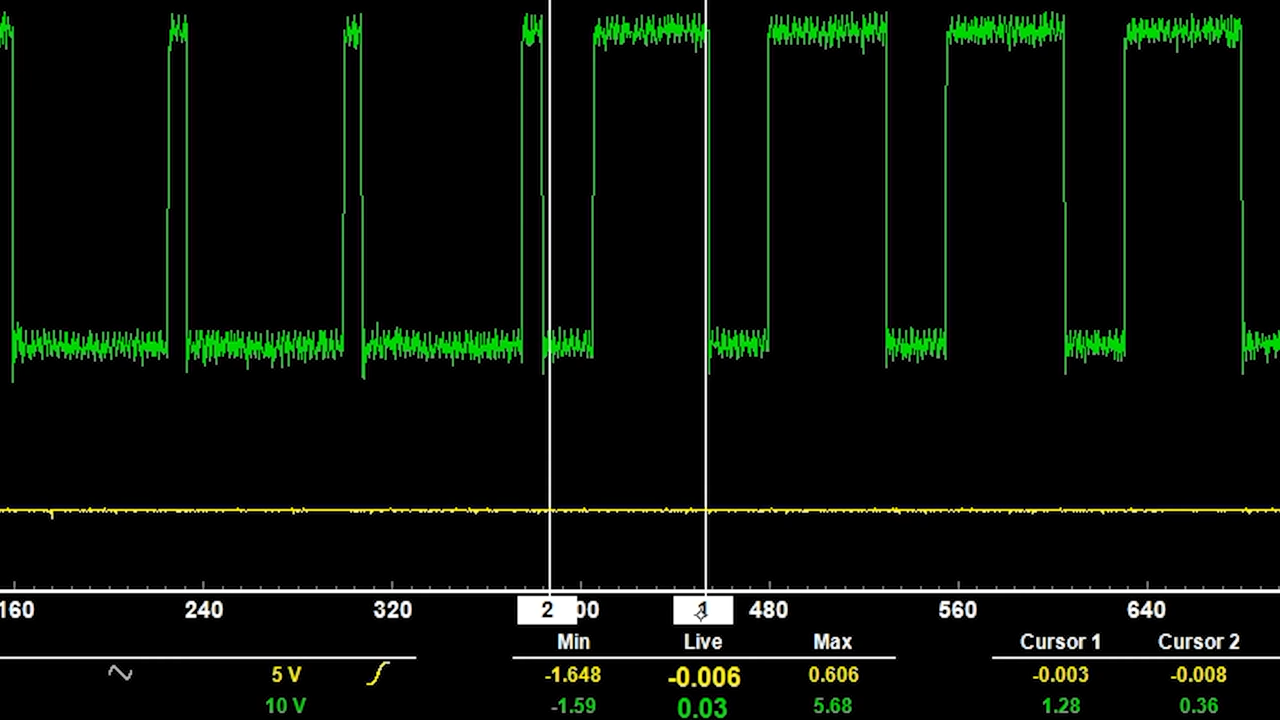 160 240 320 2 00 1 480 560 640
Min Live Max Cursor 1 Cursor 2
5 V -1.648 -0.006 0.606 -0.003 -0.008
10 V -1.59 0.03 5.68 1.28 0.36